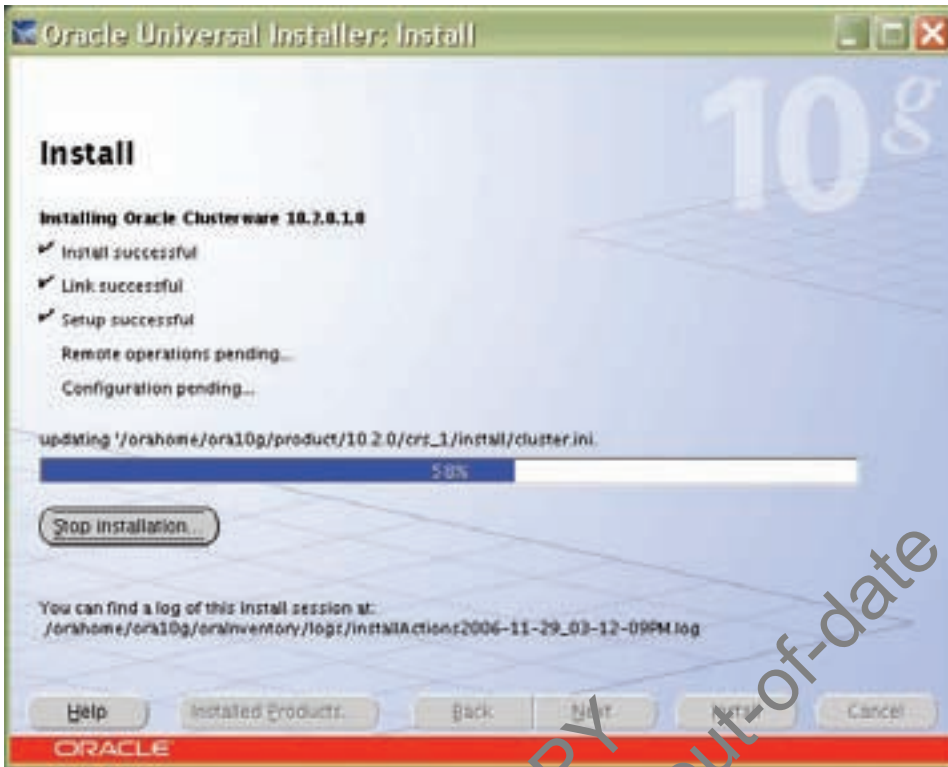 Oracle Universal Installer: Install
10g
Install
Installing Oracle Clusterware 10.2.0.1.0
Install successful
Link successful
Setup successful
Remote operations pending...
Configuration pending...
updating '/orahome/ora10g/product/10.2.0/crs_1/install/cluster.ini.
58%
Stop installation...
You can find a log of this install session at:
/orahome/ora10g/oraInventory/logs/installActions2006-11-29_03-12-09PM.log
Help Installed Products... Back Next Install Cancel
ORACLE
out-of-date